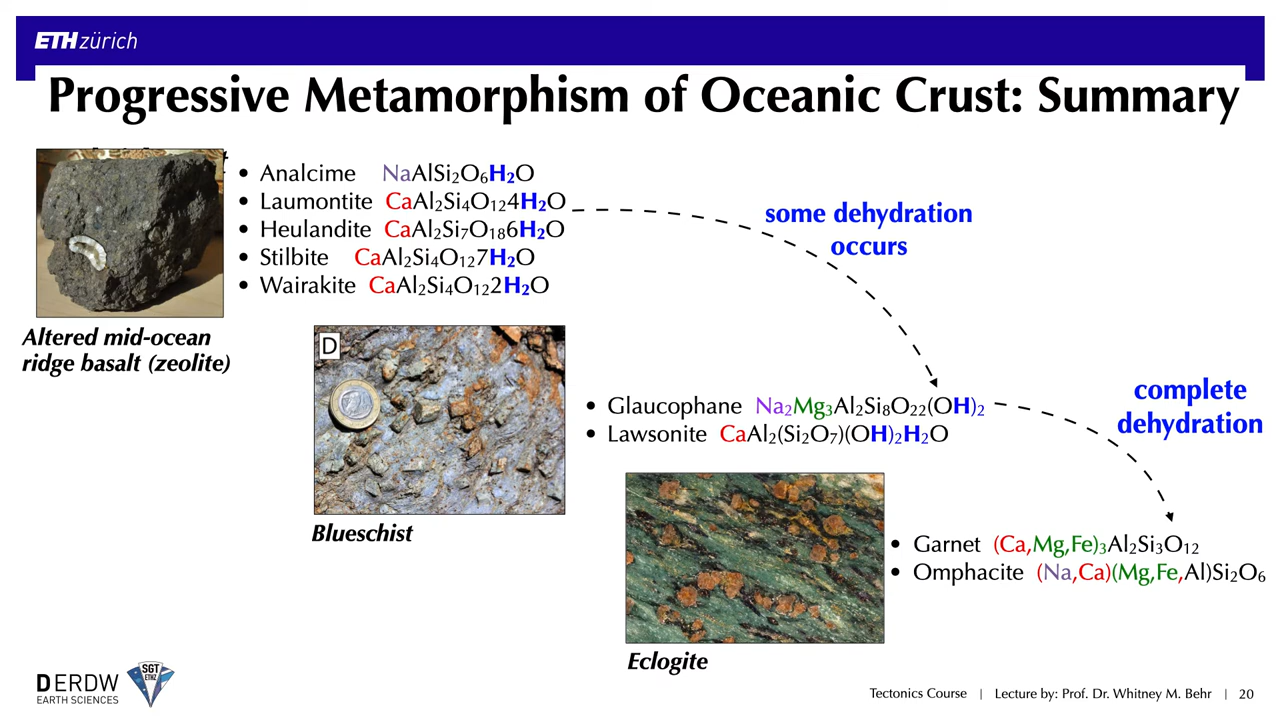 ETH zürich
Progressive Metamorphism of Oceanic Crust: Summary
• Analcime NaAlSi₂O₆H₂O
• Laumontite CaAl₂Si₄O₁₂4H₂O
• Heulandite CaAl₂Si₇O₁₈6H₂O
• Stilbite CaAl₂Si₄O₁₂7H₂O
• Wairakite CaAl₂Si₄O₁₂2H₂O
some dehydration
occurs
Altered mid-ocean
ridge basalt (zeolite)
D
Blueschist
• Glaucophane Na₂Mg₃Al₂Si₈O₂₂(OH)₂
• Lawsonite CaAl₂(Si₂O₇)(OH)₂H₂O
complete
dehydration
Eclogite
• Garnet (Ca,Mg,Fe)₃Al₂Si₃O₁₂
• Omphacite (Na,Ca)(Mg,Fe,Al)Si₂O₆
DERDW
EARTH SCIENCES
SGT
ETHZ
Tectonics Course | Lecture by: Prof. Dr. Whitney M. Behr | 20